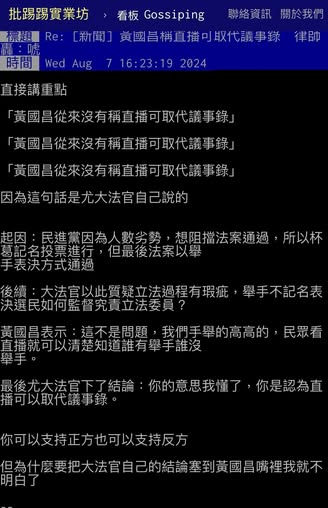 批踢踢實業坊 › 看板 Gossiping 聯絡資訊 關於我們
標題 Re: [新聞] 黃國昌稱直播可取代議事錄 律師
轟：唬
時間 Wed Aug 7 16:23:19 2024
直接講重點
「黃國昌從來沒有稱直播可取代議事錄」
「黃國昌從來沒有稱直播可取代議事錄」
「黃國昌從來沒有稱直播可取代議事錄」
因為這句話是尤大法官自己說的
起因：民進黨因為人數劣勢，想阻擋法案通過，所以杯
葛記名投票進行，但最後法案以舉
手表決方式通過
後續：大法官以此質疑立法過程有瑕疵，舉手不記名表
決選民如何監督究責立法委員？
黃國昌表示：這不是問題，我們手舉的高高的，民眾看
直播就可以清楚知道誰有舉手誰沒
舉手。
最後尤大法官下了結論：你的意思我懂了，你是認為直
播可以取代議事錄。
你可以支持正方也可以支持反方
但為什麼要把大法官自己的結論塞到黃國昌嘴裡我就不
明白了